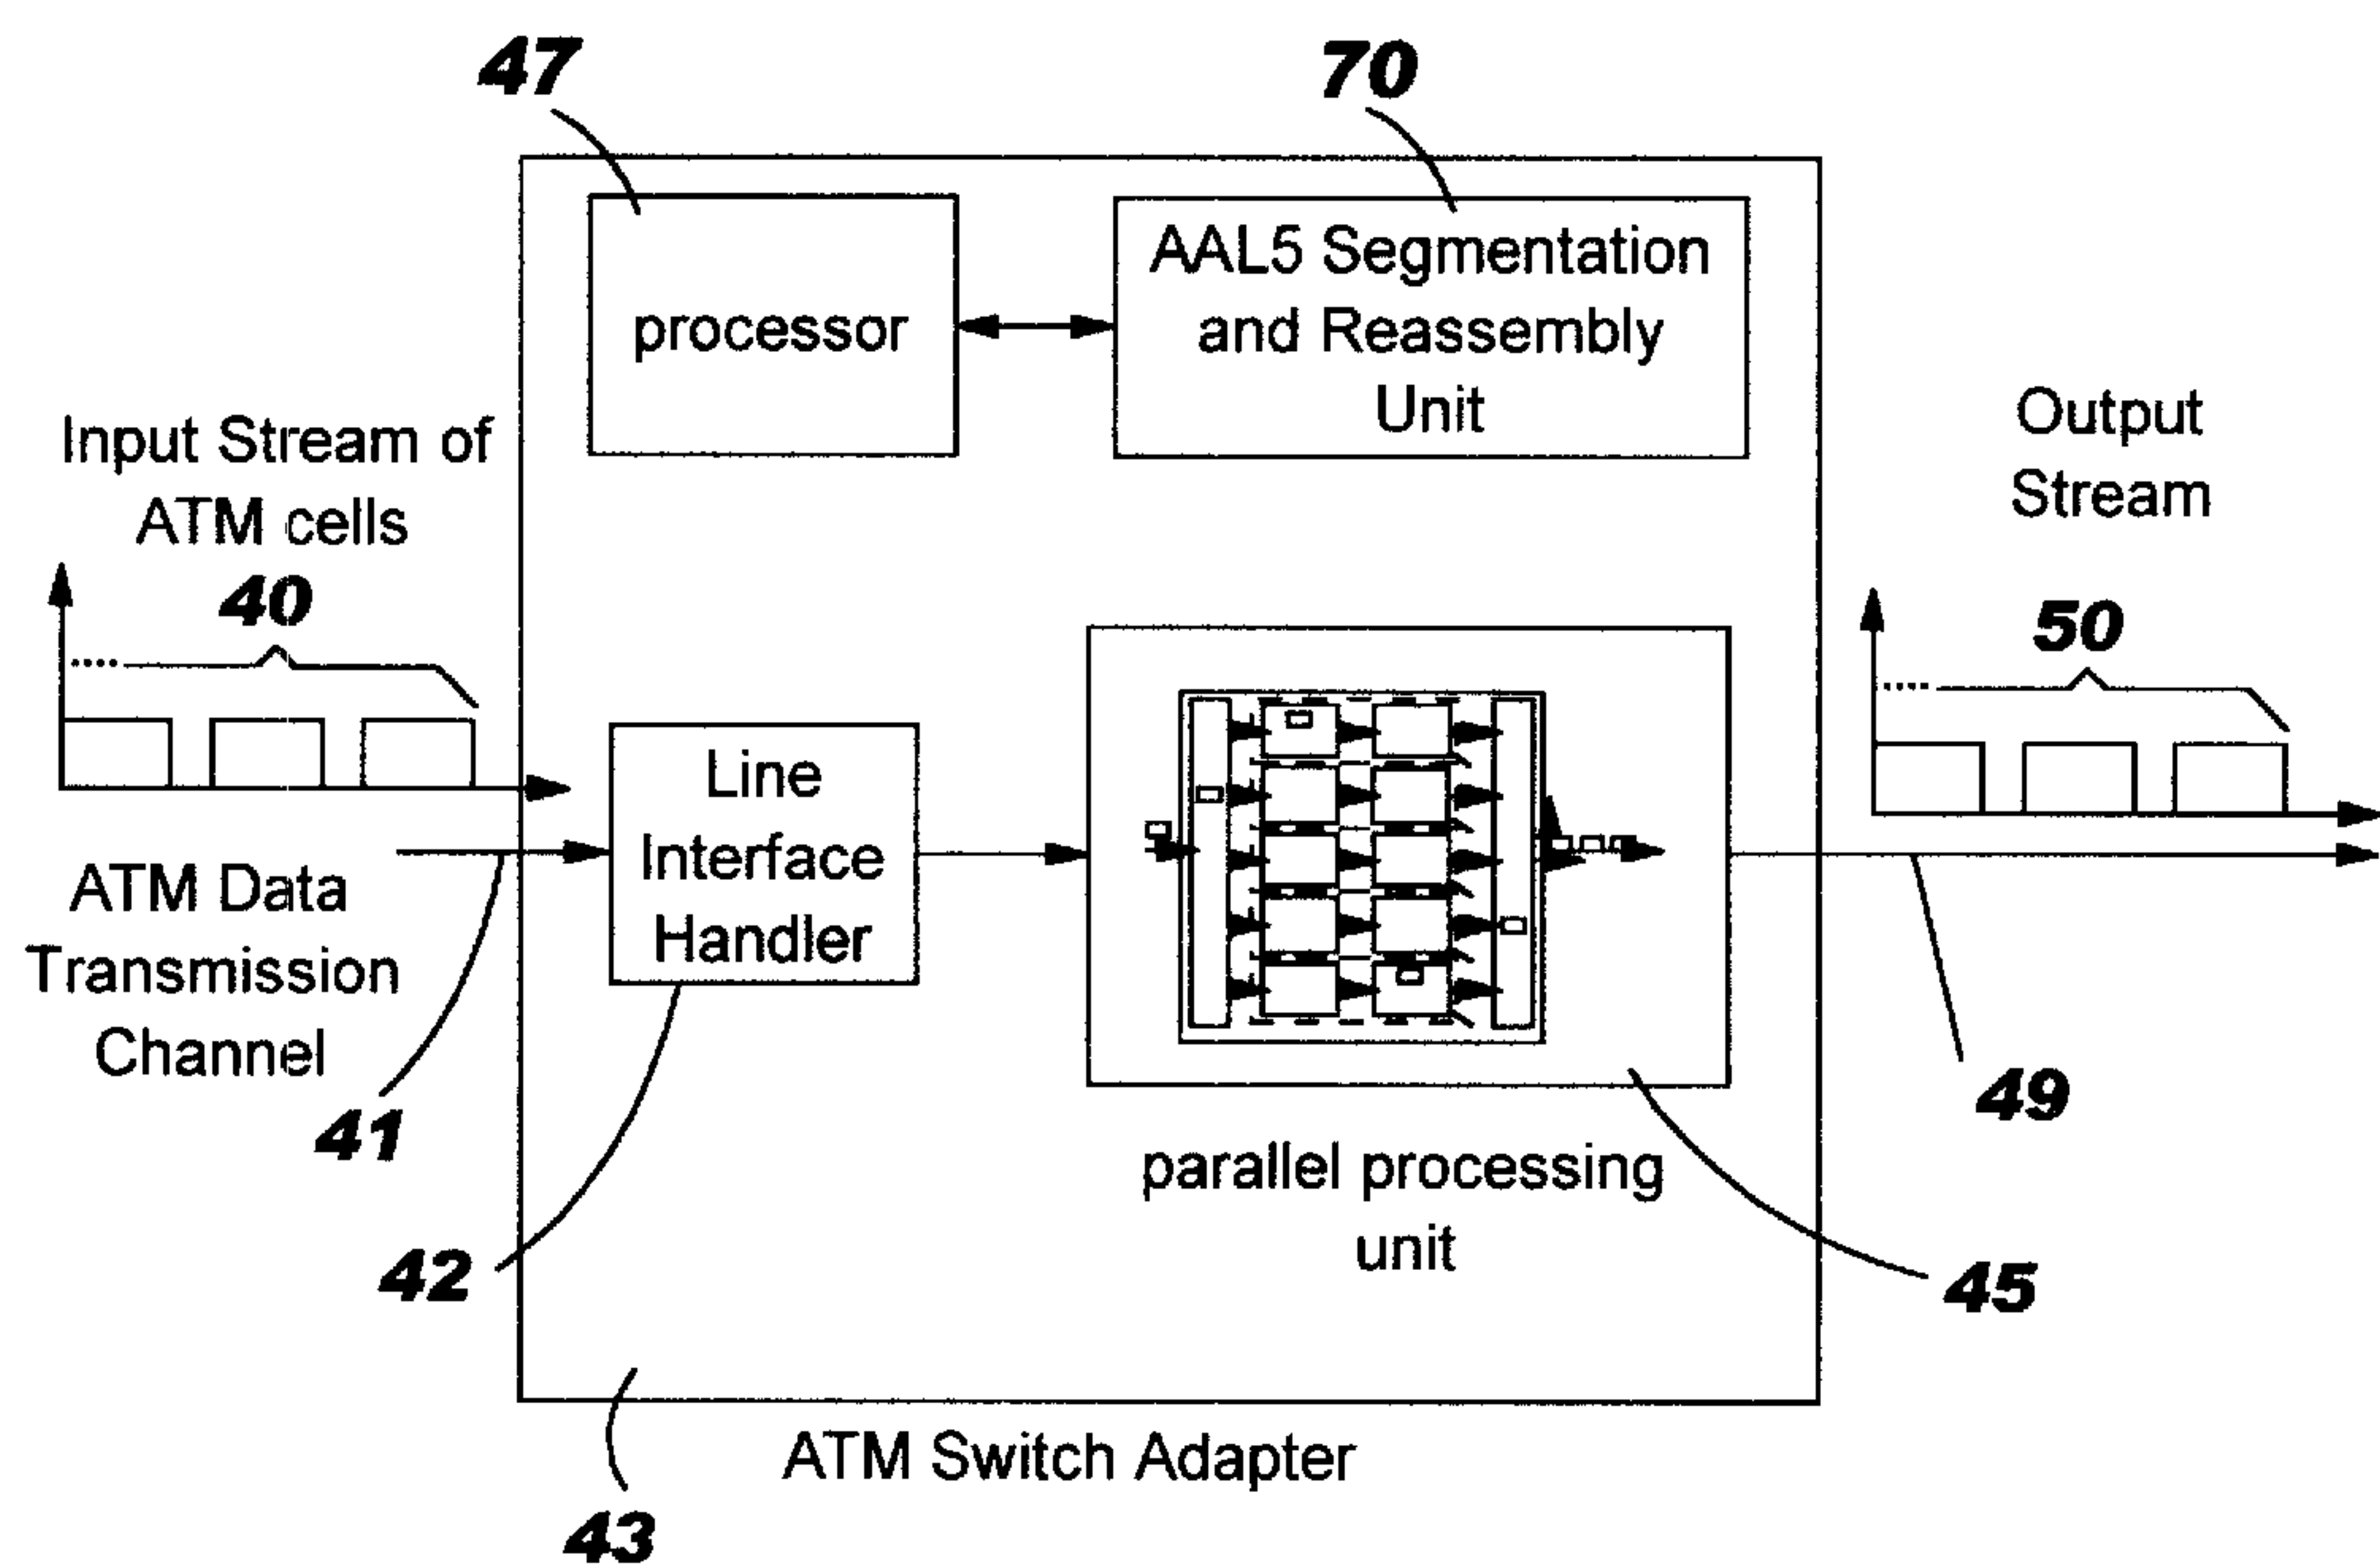 47
70
processor
AAL5 Segmentation
and Reassembly
Unit
Input Stream of
ATM cells
40
Output
Stream
50
Line
Interface
Handler
ATM Data
Transmission
Channel
41
42
parallel processing
unit
49
45
ATM Switch Adapter
43